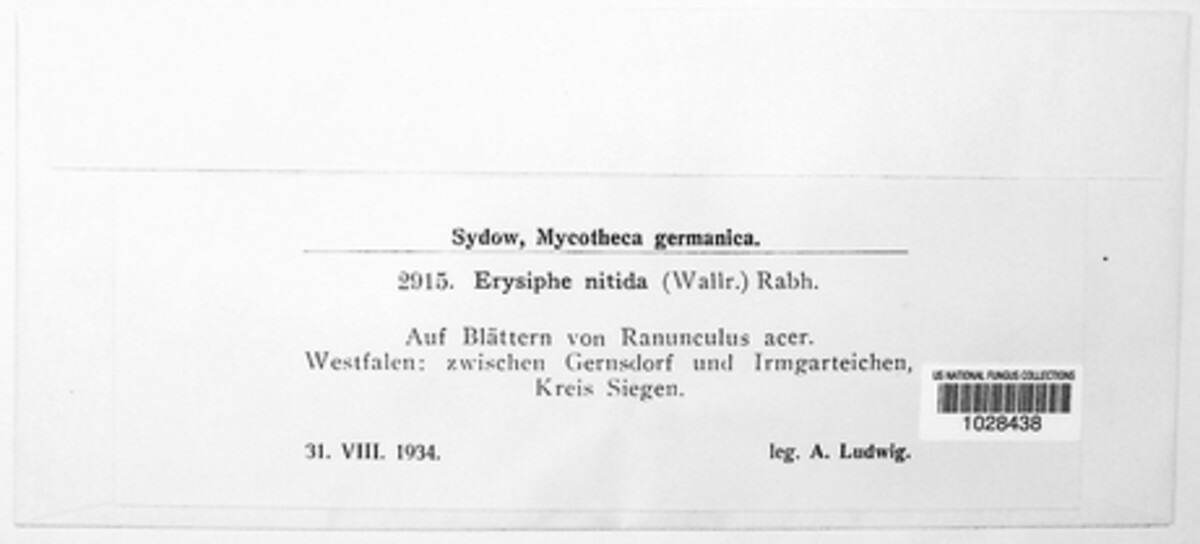 Sydow, Mycotheca germanica.
2915. Erysiphe nitida (Wallr.) Rabh.
Auf Blättern von Ranunculus acer.
Westfalen: zwischen Gernsdorf und Irmgarteichen,
Kreis Siegen.
31. VIII. 1934. leg. A. Ludwig.
US NATIONAL FUNGUS COLLECTIONS
1028438